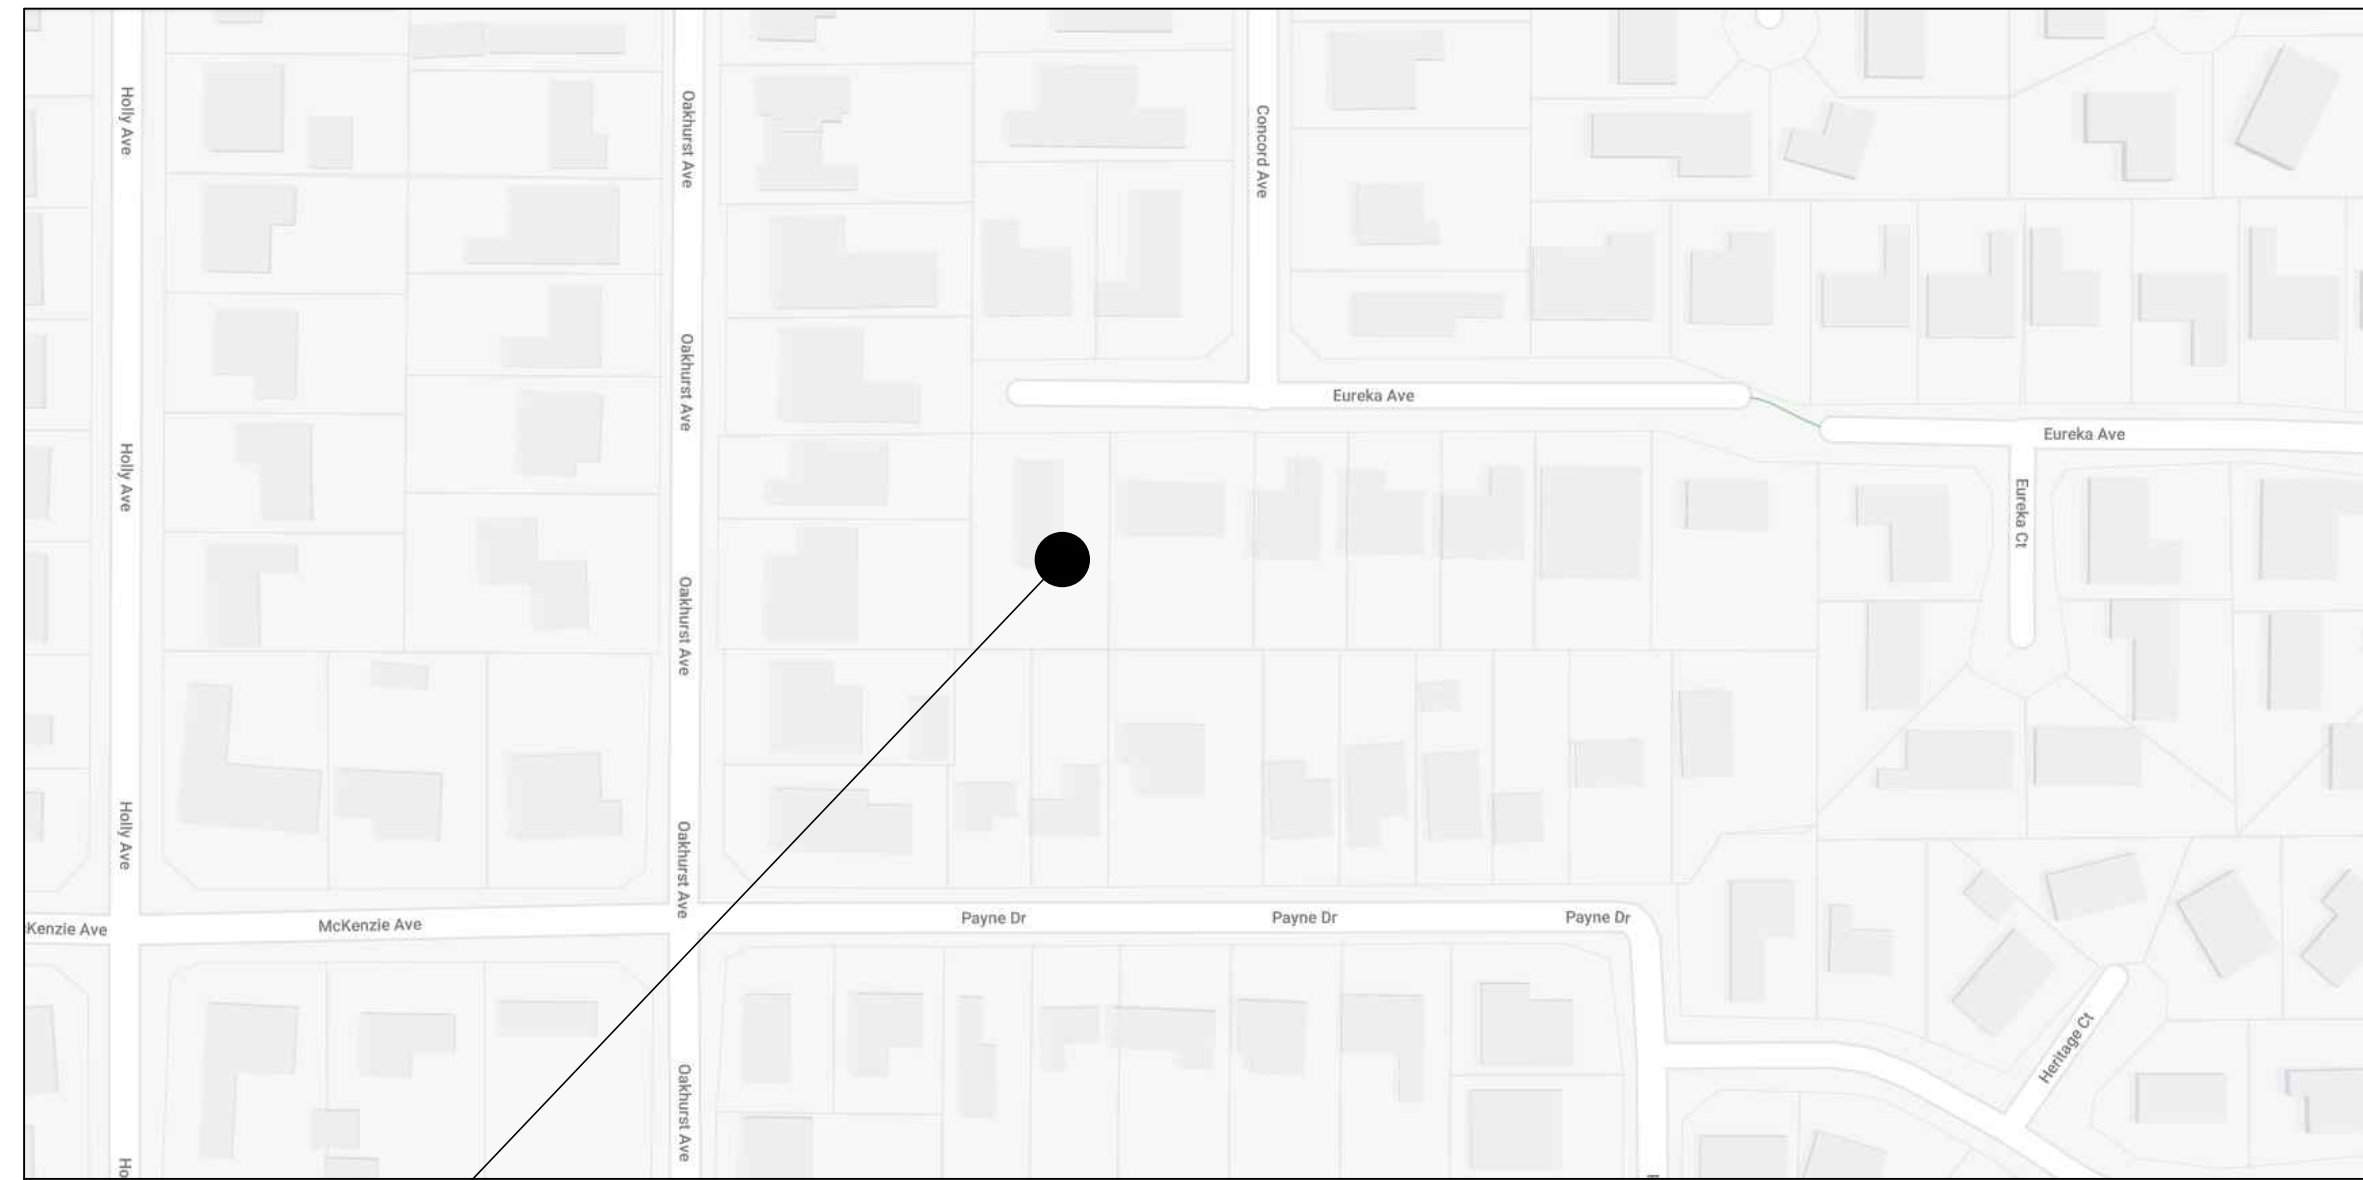 Holly Ave
Oakhurst Ave
Concord Ave
Oakhurst Ave
Eureka Ave
Eureka Ave
Holly Ave
Eureka Ct
Oakhurst Ave
Holly Ave
Oakhurst Ave
Kenzie Ave
McKenzie Ave
Payne Dr
Payne Dr
Payne Dr
Heritage Ct
Oakhurst Ave
Ho